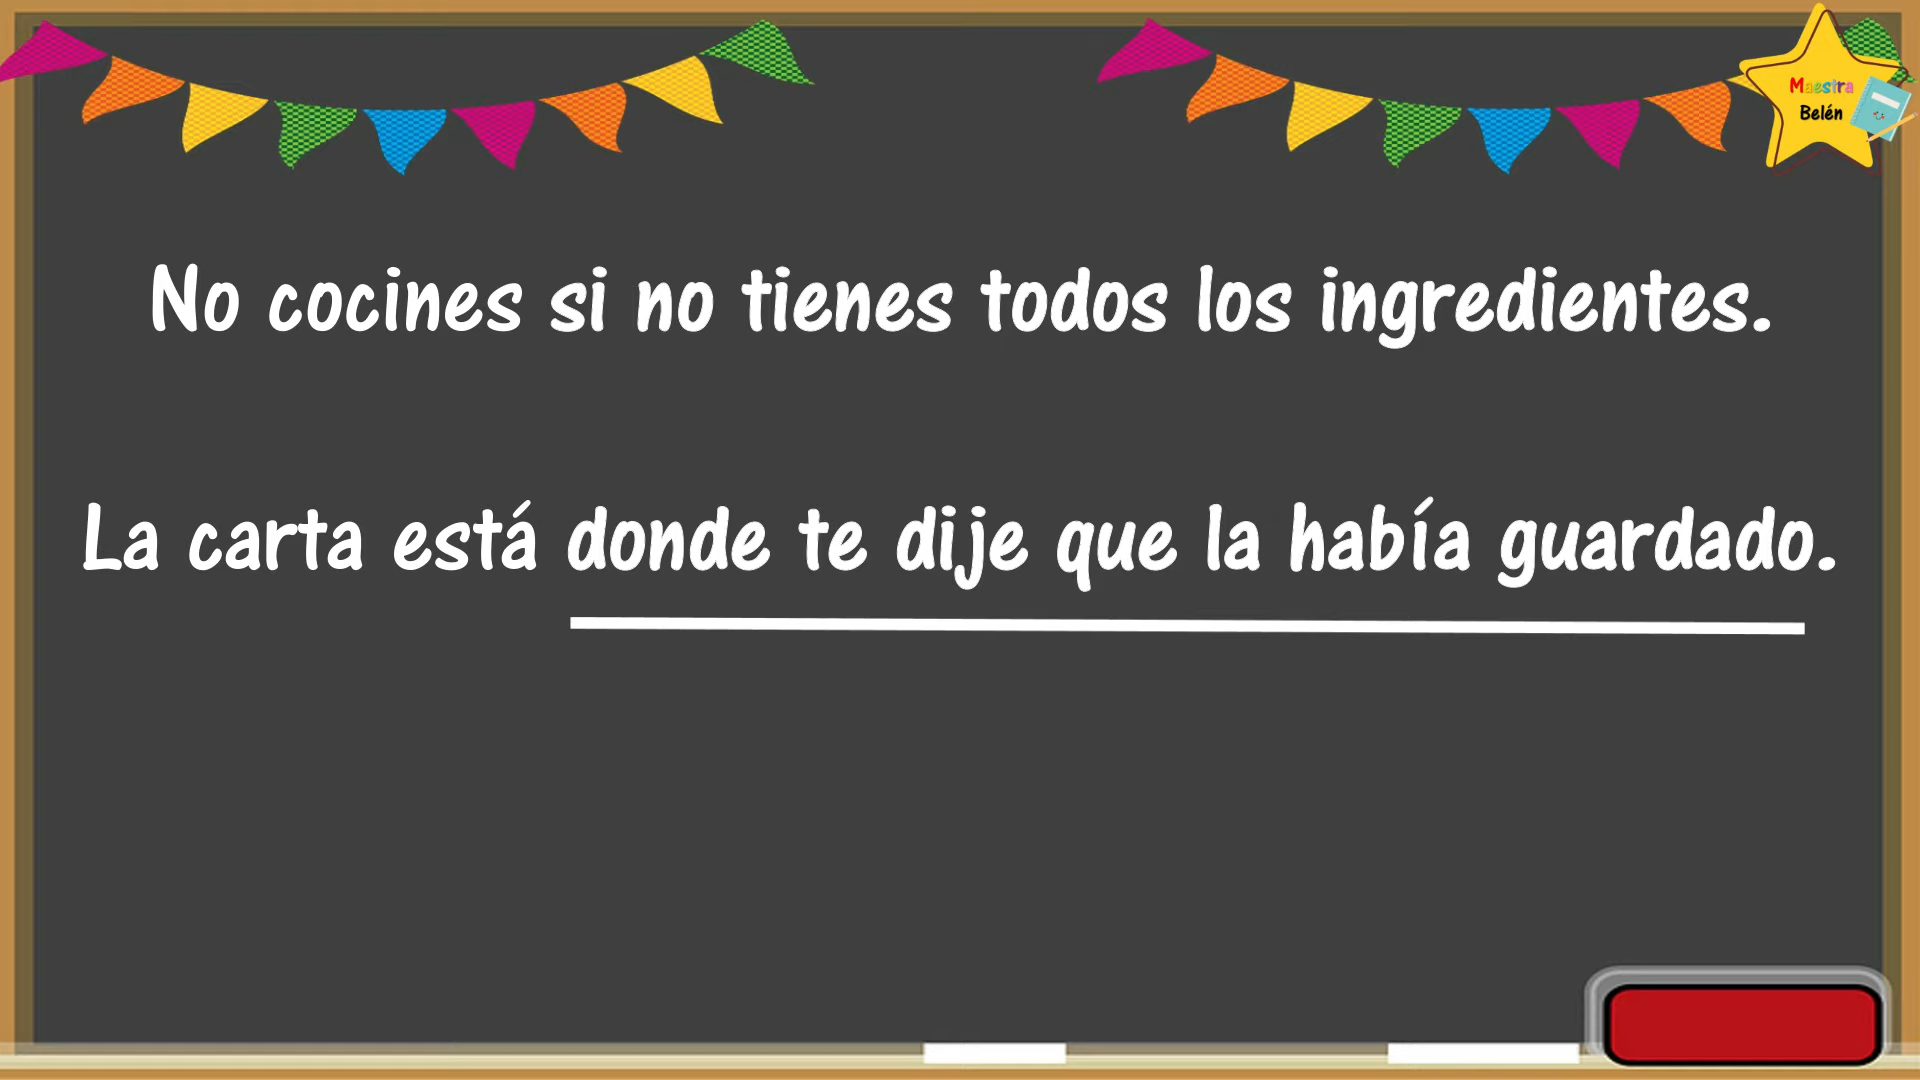 Maestra
Belén
No cocines si no tienes todos los ingredientes.
La carta está donde te dije que la había guardado.